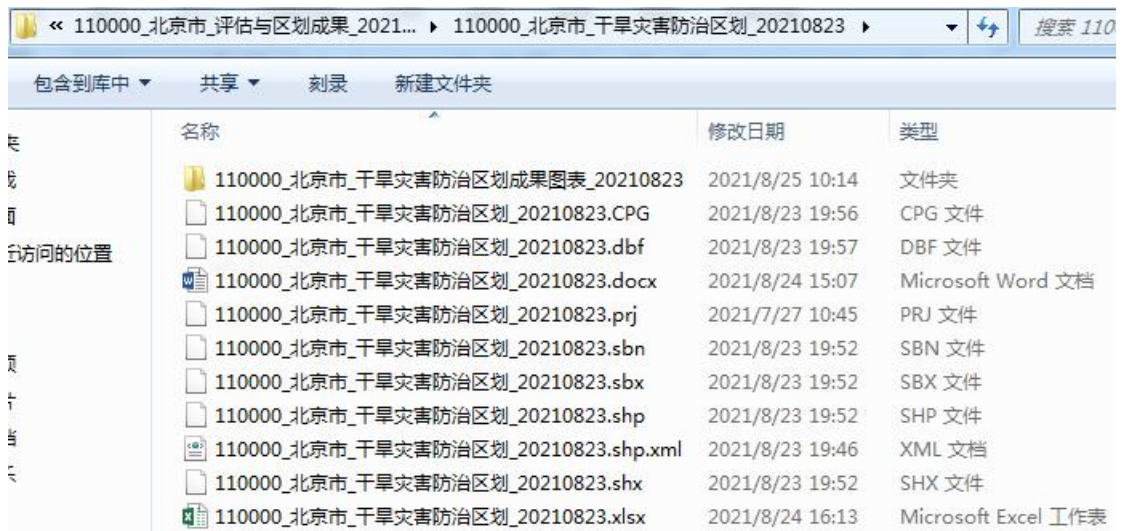 « 110000_北京市_评估与区划成果_2021... ▸ 110000_北京市_干旱灾害防治区划_20210823 ▸ 搜索 110
包含到库中 共享 刻录 新建文件夹
名称 修改日期 类型
110000_北京市_干旱灾害防治区划成果图表_20210823 2021/8/25 10:14 文件夹
110000_北京市_干旱灾害防治区划_20210823.CPG 2021/8/23 19:56 CPG 文件
110000_北京市_干旱灾害防治区划_20210823.dbf 2021/8/23 19:57 DBF 文件
近访问的位置
110000_北京市_干旱灾害防治区划_20210823.docx 2021/8/24 15:07 Microsoft Word 文档
110000_北京市_干旱灾害防治区划_20210823.prj 2021/7/27 10:45 PRJ 文件
110000_北京市_干旱灾害防治区划_20210823.sbn 2021/8/23 19:52 SBN 文件
110000_北京市_干旱灾害防治区划_20210823.sbx 2021/8/23 19:52 SBX 文件
110000_北京市_干旱灾害防治区划_20210823.shp 2021/8/23 19:52 SHP 文件
110000_北京市_干旱灾害防治区划_20210823.shp.xml 2021/8/23 19:46 XML 文档
110000_北京市_干旱灾害防治区划_20210823.shx 2021/8/23 19:52 SHX 文件
110000_北京市_干旱灾害防治区划_20210823.xlsx 2021/8/24 16:13 Microsoft Excel 工作表